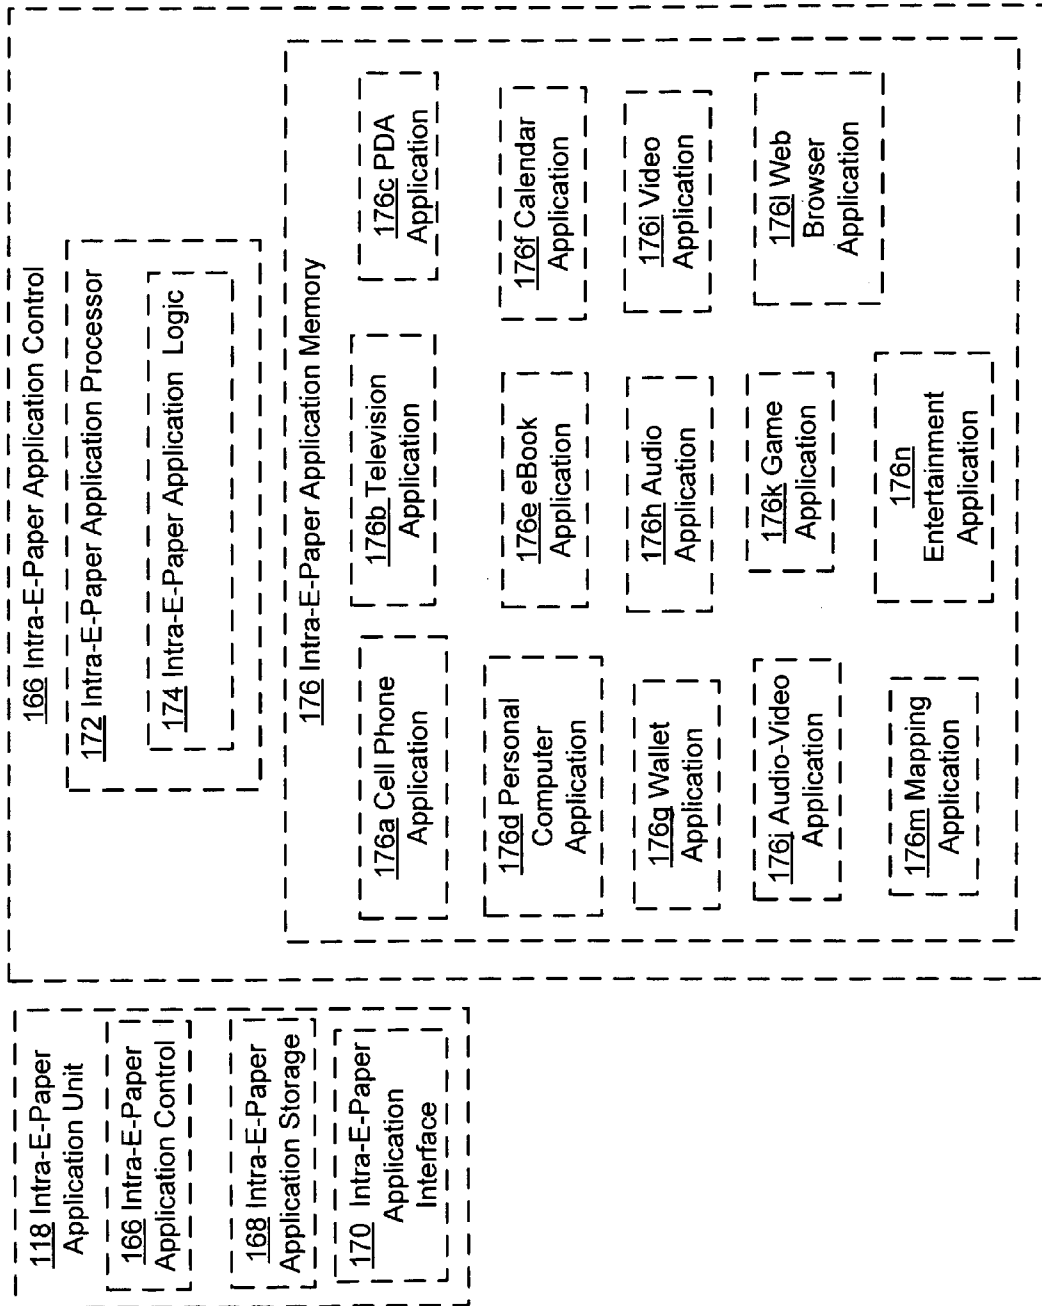 118 Intra-E-Paper
Application Unit
166 Intra-E-Paper
Application Control
168 Intra-E-Paper
Application Storage
170 Intra-E-Paper
Application
Interface
166 Intra-E-Paper Application Control
172 Intra-E-Paper Application Processor
174 Intra-E-Paper Application Logic
176 Intra-E-Paper Application Memory
176a Cell Phone
Application
176b Television
Application
176c PDA
Application
176d Personal
Computer
Application
176e eBook
Application
176f Calendar
Application
176g Wallet
Application
176h Audio
Application
176i Video
Application
176j Audio-Video
Application
176k Game
Application
176l Web
Browser
Application
176m Mapping
Application
176n
Entertainment
Application